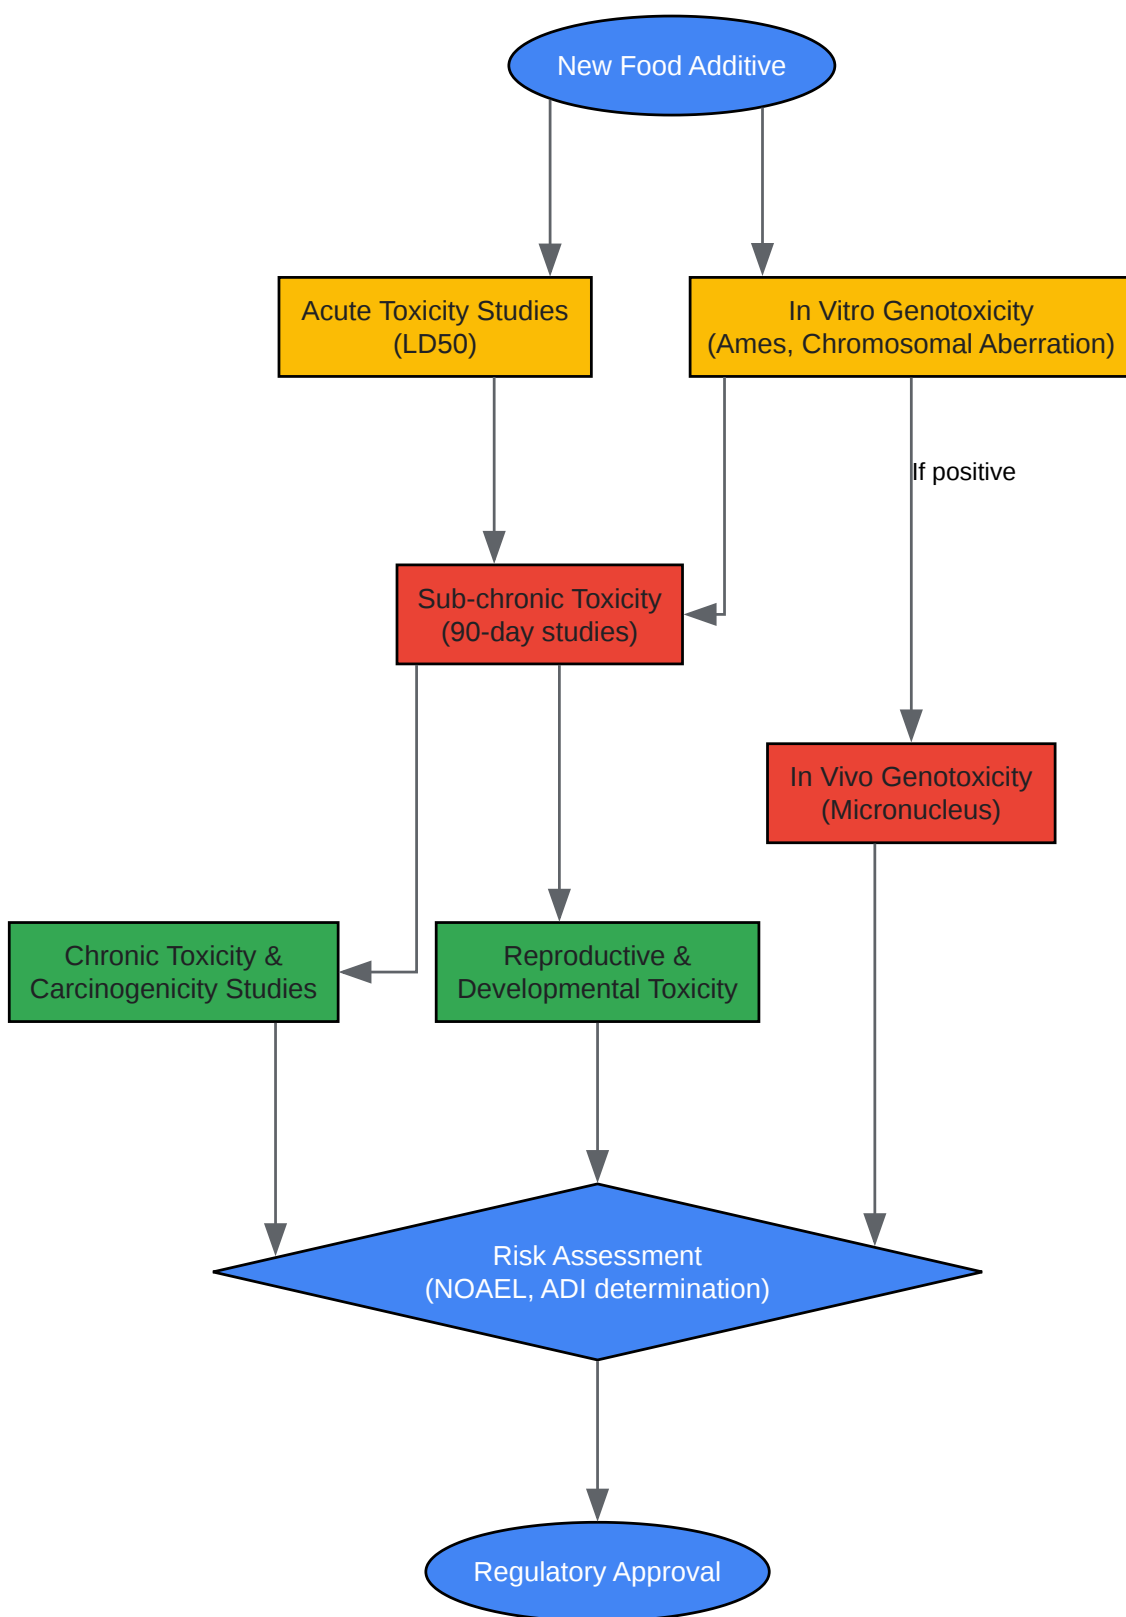 New Food Additive
Acute Toxicity Studies
(LD50)
In Vitro Genotoxicity
(Ames, Chromosomal Aberration)
If positive
Sub-chronic Toxicity
(90-day studies)
In Vivo Genotoxicity
(Micronucleus)
Chronic Toxicity &
Carcinogenicity Studies
Reproductive &
Developmental Toxicity
Risk Assessment
(NOAEL, ADI determination)
Regulatory Approval